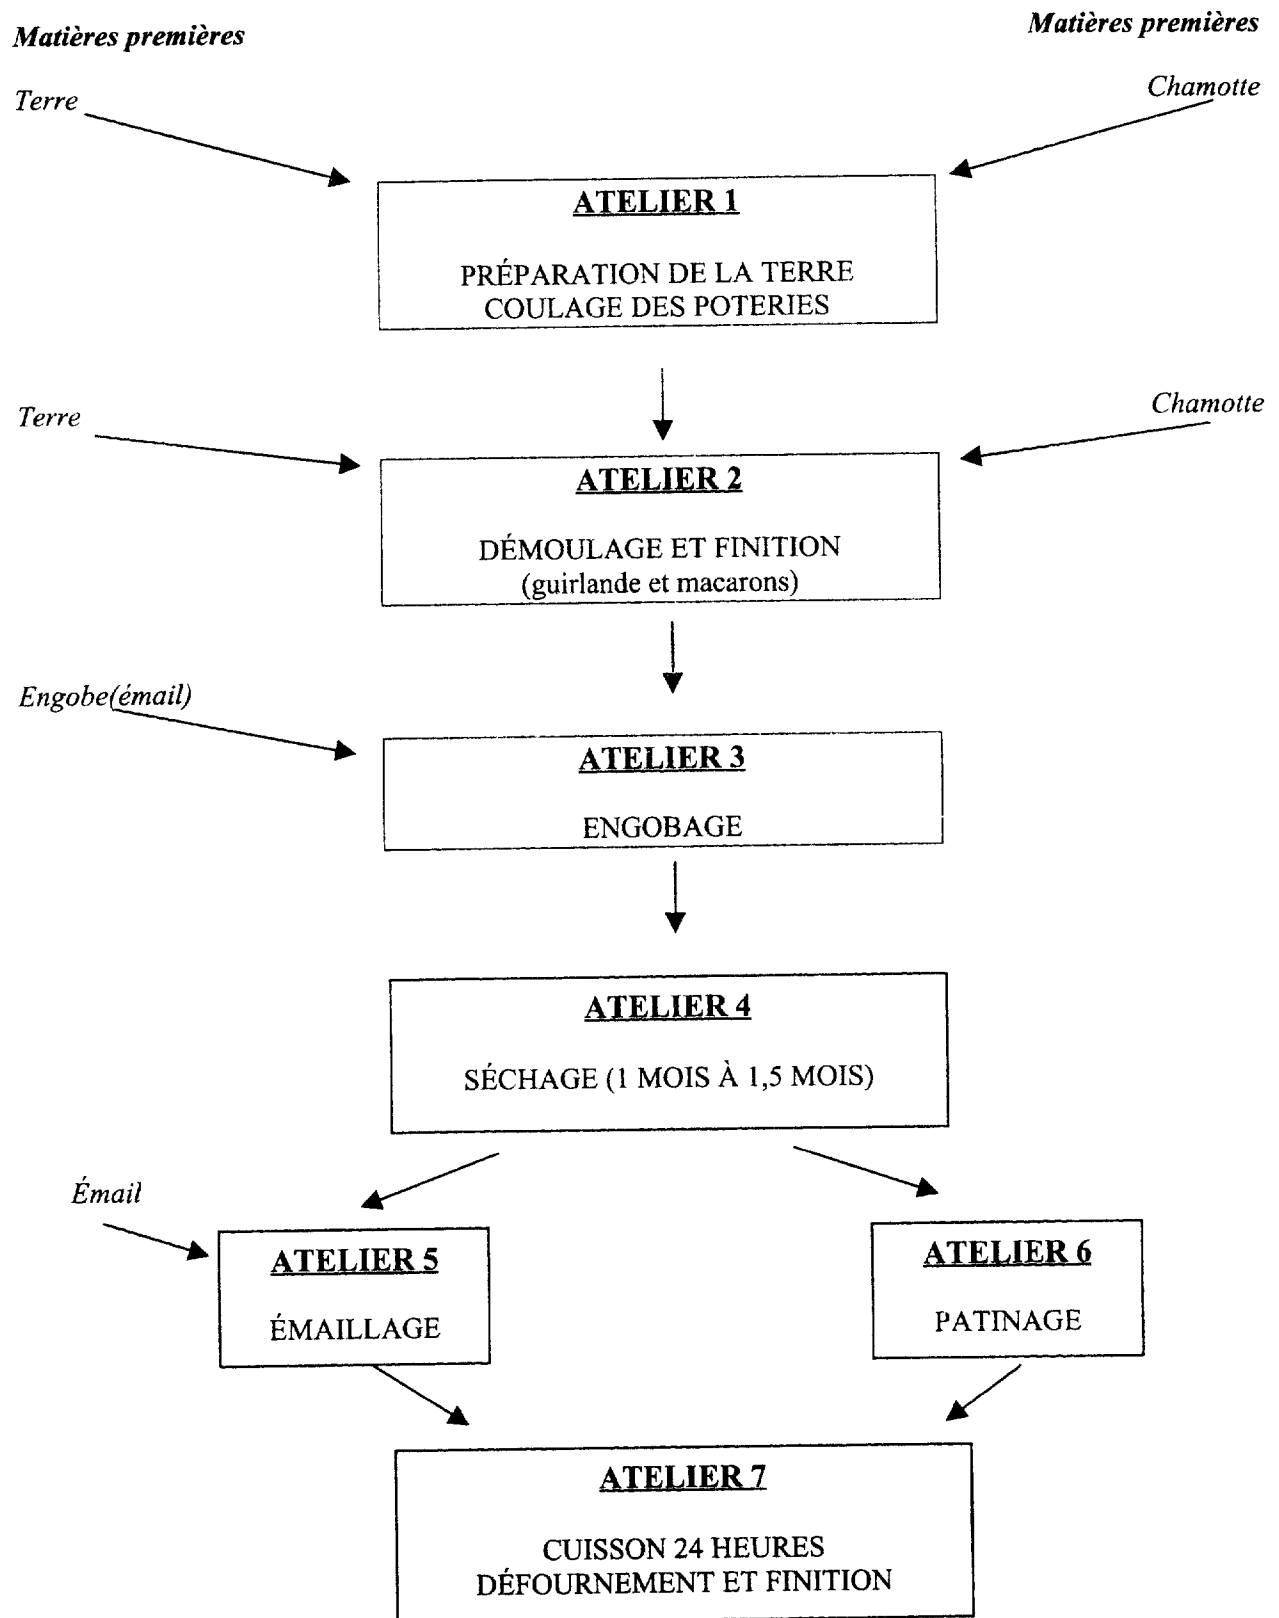 Matières premières
Matières premières
Terre
Chamotte
ATELIER 1
PRÉPARATION DE LA TERRE
COULAGE DES POTERIES
Terre
Chamotte
ATELIER 2
DÉMOULAGE ET FINITION
(guirlande et macarons)
Engobe(émail)
ATELIER 3
ENGOBAGE
ATELIER 4
SÉCHAGE (1 MOIS À 1,5 MOIS)
Émail
ATELIER 5
ÉMAILLAGE
ATELIER 6
PATINAGE
ATELIER 7
CUISSON 24 HEURES
DÉFOURNEMENT ET FINITION